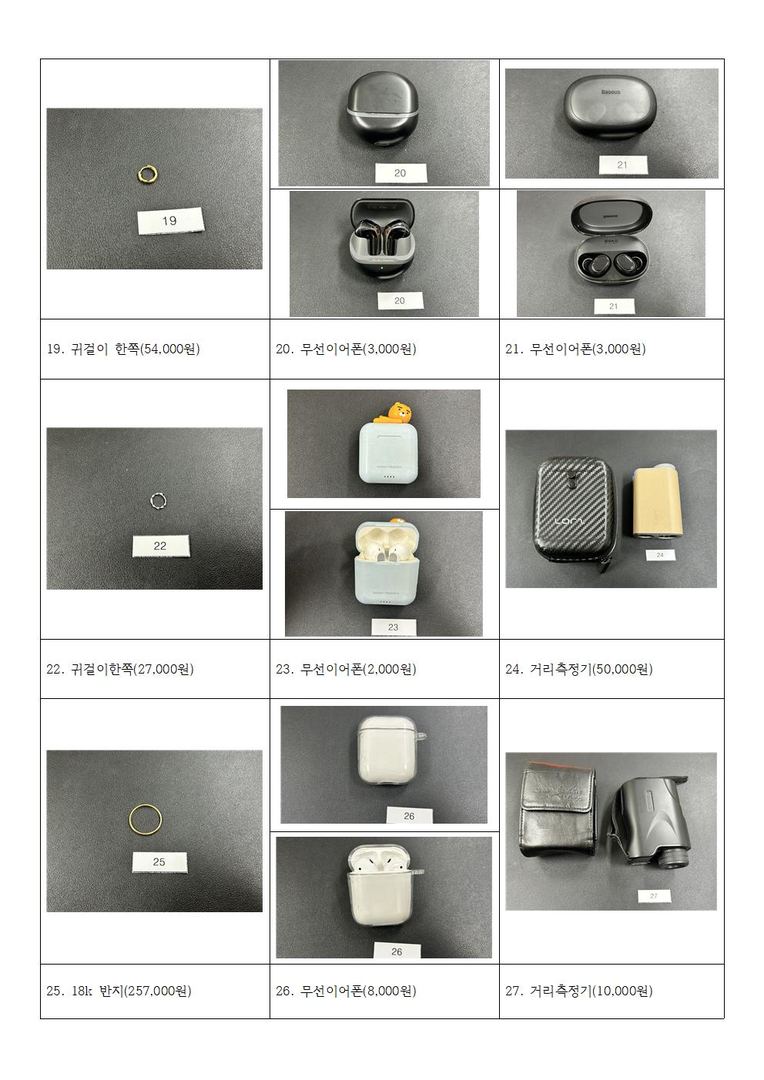 19
20
20
Baseus
21
21
19. 귀걸이 한쪽(54,000원)
20. 무선이어폰(3,000원)
21. 무선이어폰(3,000원)
22
23
24
22. 귀걸이한쪽(27,000원)
23. 무선이어폰(2,000원)
24. 거리측정기(50,000원)
25
26
26
27
25. 18k 반지(257,000원)
26. 무선이어폰(8,000원)
27. 거리측정기(10,000원)